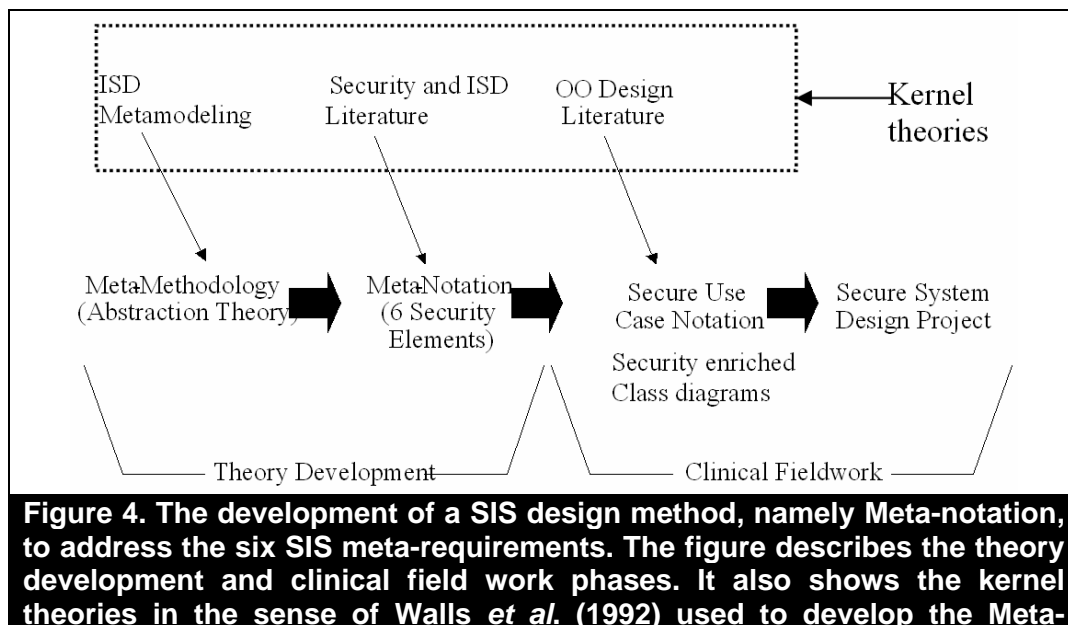 ISD
Metamodeling
Security and ISD
Literature
OO Design
Literature
Kernel
theories
Meta-Methodology
(Abstraction Theory)
Meta-Notation
(6 Security
Elements)
Secure Use
Case Notation
Security enriched
Class diagrams
Secure System
Design Project
Theory Development
Clinical Fieldwork
Figure 4. The development of a SIS design method, namely Meta-notation,
to address the six SIS meta-requirements. The figure describes the theory
development and clinical field work phases. It also shows the kernel
theories in the sense of Walls et al. (1992) used to develop the Meta-